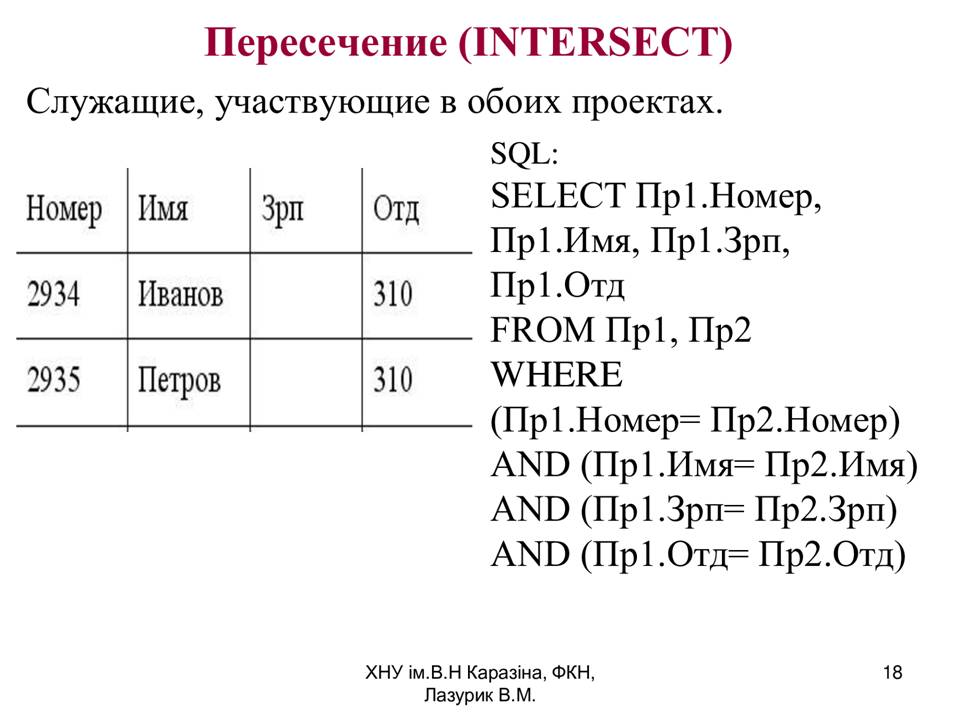 Пересечение (INTERSECT)
Служащие, участвующие в обоих проектах.
Номер Имя Зрп Отд
2934 Иванов 310
2935 Петров 310
SQL:
SELECT Пр1.Номер,
Пр1.Имя, Пр1.Зрп,
Пр1.Отд
FROM Пр1, Пр2
WHERE
(Пр1.Номер= Пр2.Номер)
AND (Пр1.Имя= Пр2.Имя)
AND (Пр1.Зрп= Пр2.Зрп)
AND (Пр1.Отд= Пр2.Отд)
ХНУ ім.В.Н Каразіна, ФКН,
Лазурик В.М.
18